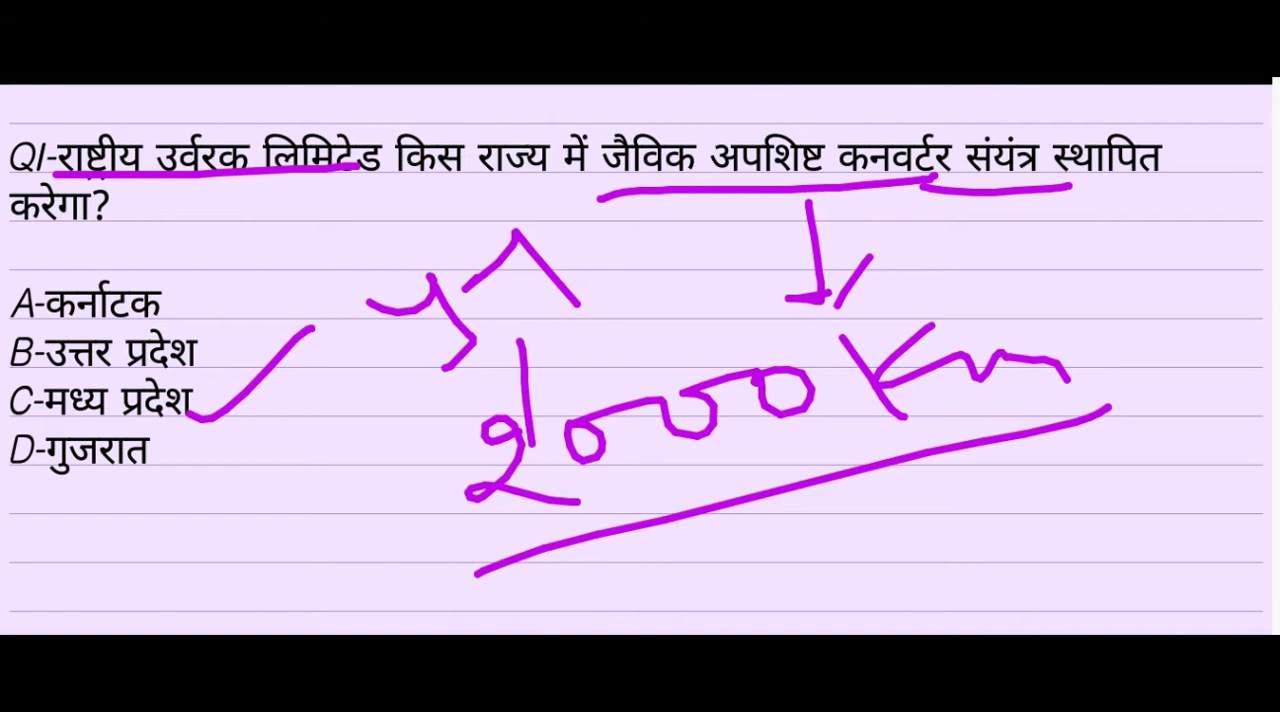 Q1-राष्ट्रीय उर्वरक लिमिटेड किस राज्य में जैविक अपशिष्ट कनवर्टर संयंत्र स्थापित
करेगा?
A-कर्नाटक
B-उत्तर प्रदेश
C-मध्य प्रदेश
D-गुजरात
2000 Km